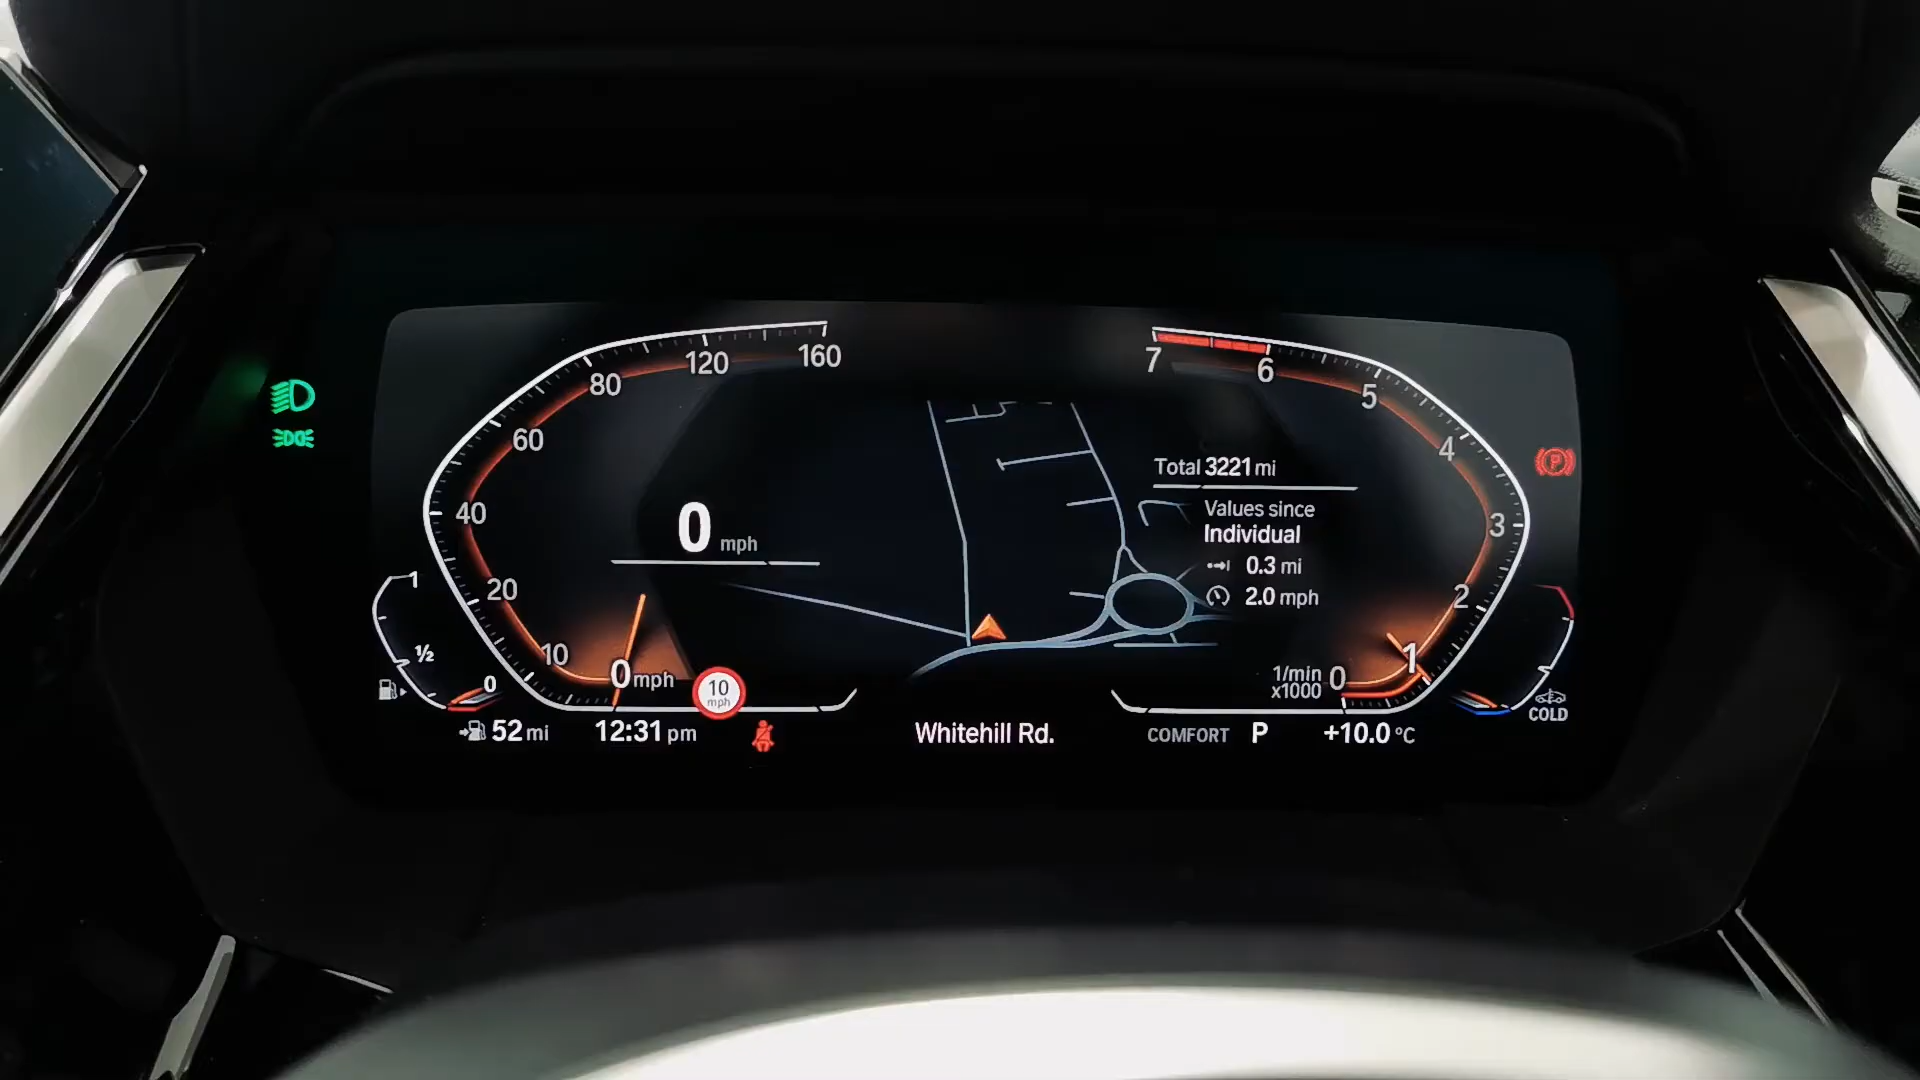 160
120
80
60
40
20
10
0 mph
0 mph
10
mph
1
½
0
52 mi
12:31 pm
Whitehill Rd.
Total 3221 mi
Values since
Individual
0.3 mi
2.0 mph
7
6
5
4
3
2
1
0
1/min
x1000
P
COLD
COMFORT P +10.0 °C